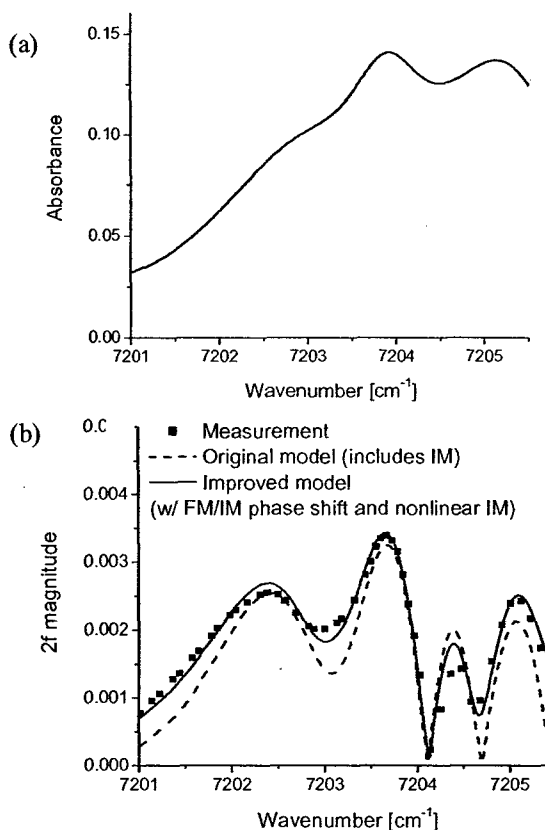 (a)
0.15
0.10
0.05
0.00
Absorbance
7201 7202 7203 7204 7205
Wavenumber [cm⁻¹]
(b)
0.0
Measurement
Original model (includes IM)
Improved model
(w/ FM/IM phase shift and nonlinear IM)
0.004
0.003
0.002
0.001
0.000
2f magnitude
7201 7202 7203 7204 7205
Wavenumber [cm⁻¹]